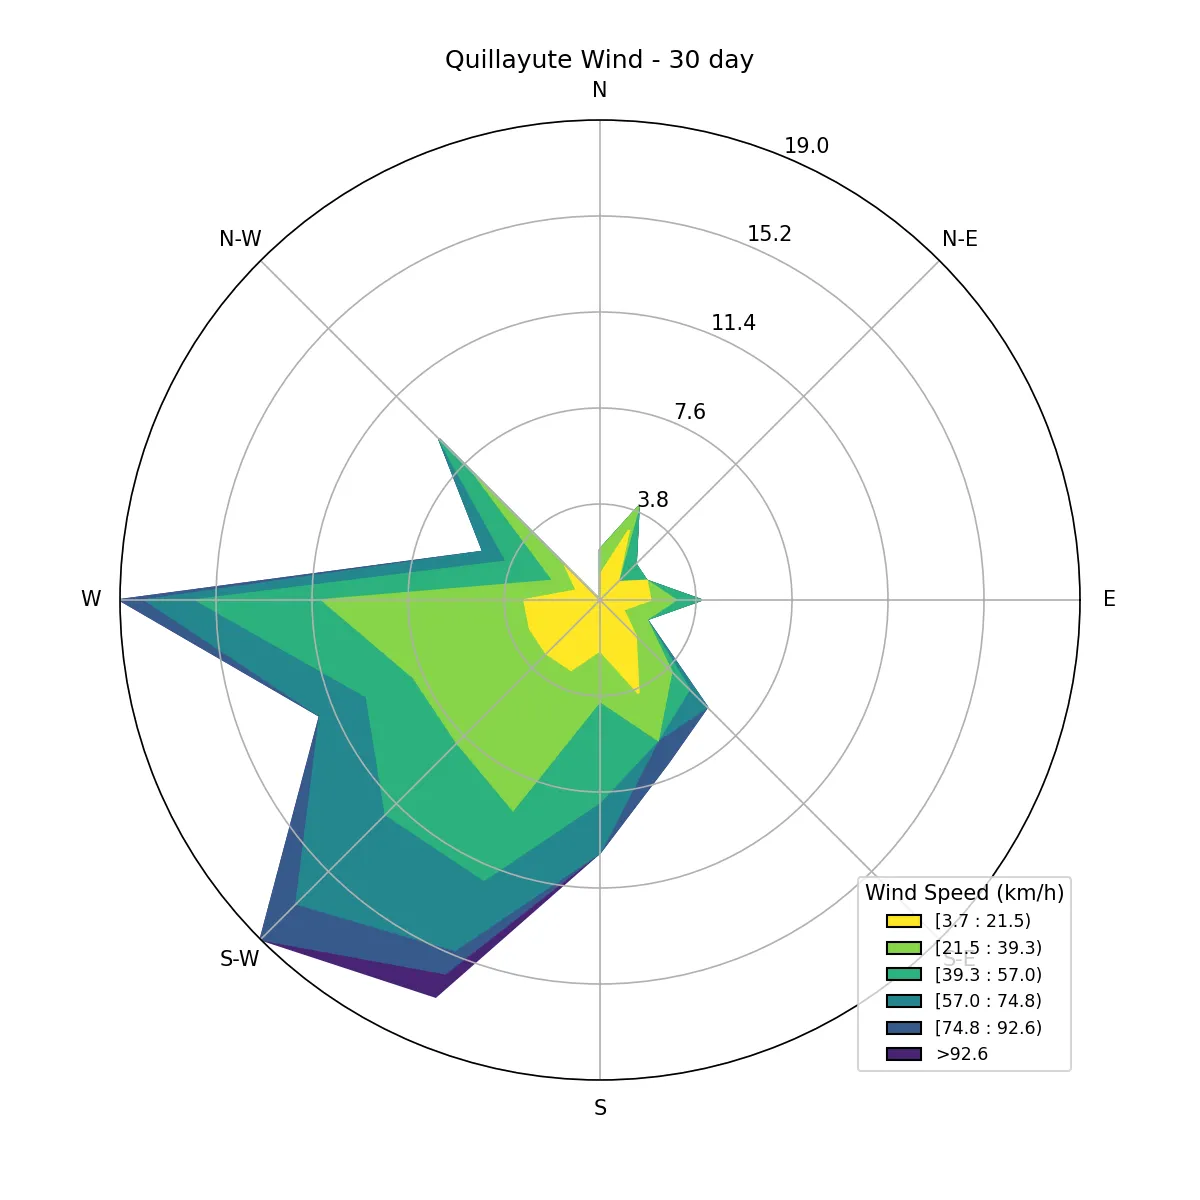 Quillayute Wind - 30 day
N
19.0
15.2
N-W
N-E
11.4
7.6
3.8
W
E
Wind Speed (km/h)
[3.7 : 21.5)
[21.5 : 39.3)
S-W
S-E
[39.3 : 57.0)
[57.0 : 74.8)
[74.8 : 92.6)
>92.6
S